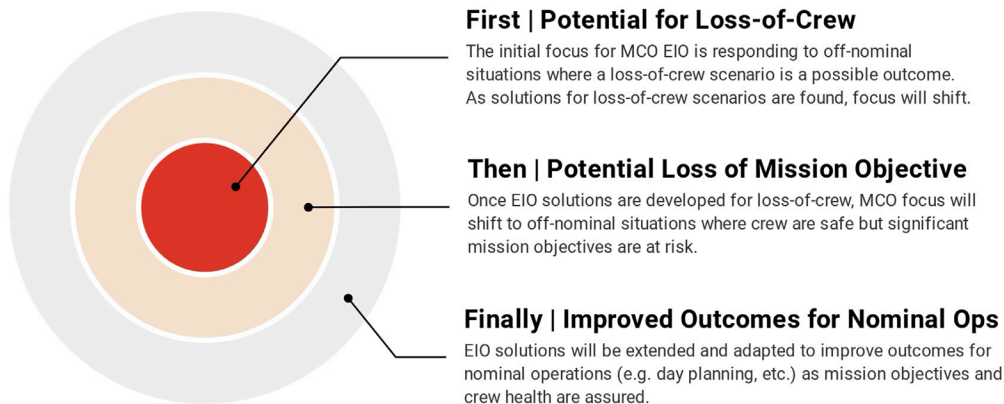 First | Potential for Loss-of-Crew
The initial focus for MCO EIO is responding to off-nominal
situations where a loss-of-crew scenario is a possible outcome.
As solutions for loss-of-crew scenarios are found, focus will shift.
Then | Potential Loss of Mission Objective
Once EIO solutions are developed for loss-of-crew, MCO focus will
shift to off-nominal situations where crew are safe but significant
mission objectives are at risk.
Finally | Improved Outcomes for Nominal Ops
EIO solutions will be extended and adapted to improve outcomes for
nominal operations (e.g. day planning, etc.) as mission objectives and
crew health are assured.